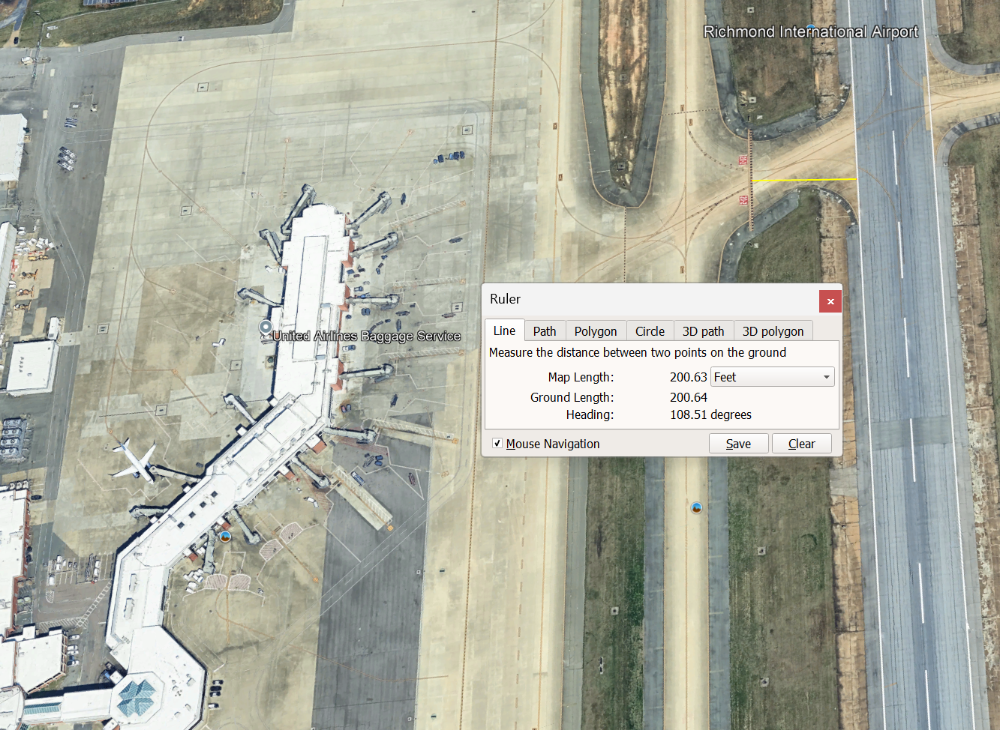 Richmond International Airport
United Airlines Baggage Service
Ruler
Line
Path
Polygon
Circle
3D path
3D polygon
Measure the distance between two points on the ground
Map Length: 200.63 Feet
Ground Length: 200.64
Heading: 108.51 degrees
Mouse Navigation
Save
Clear